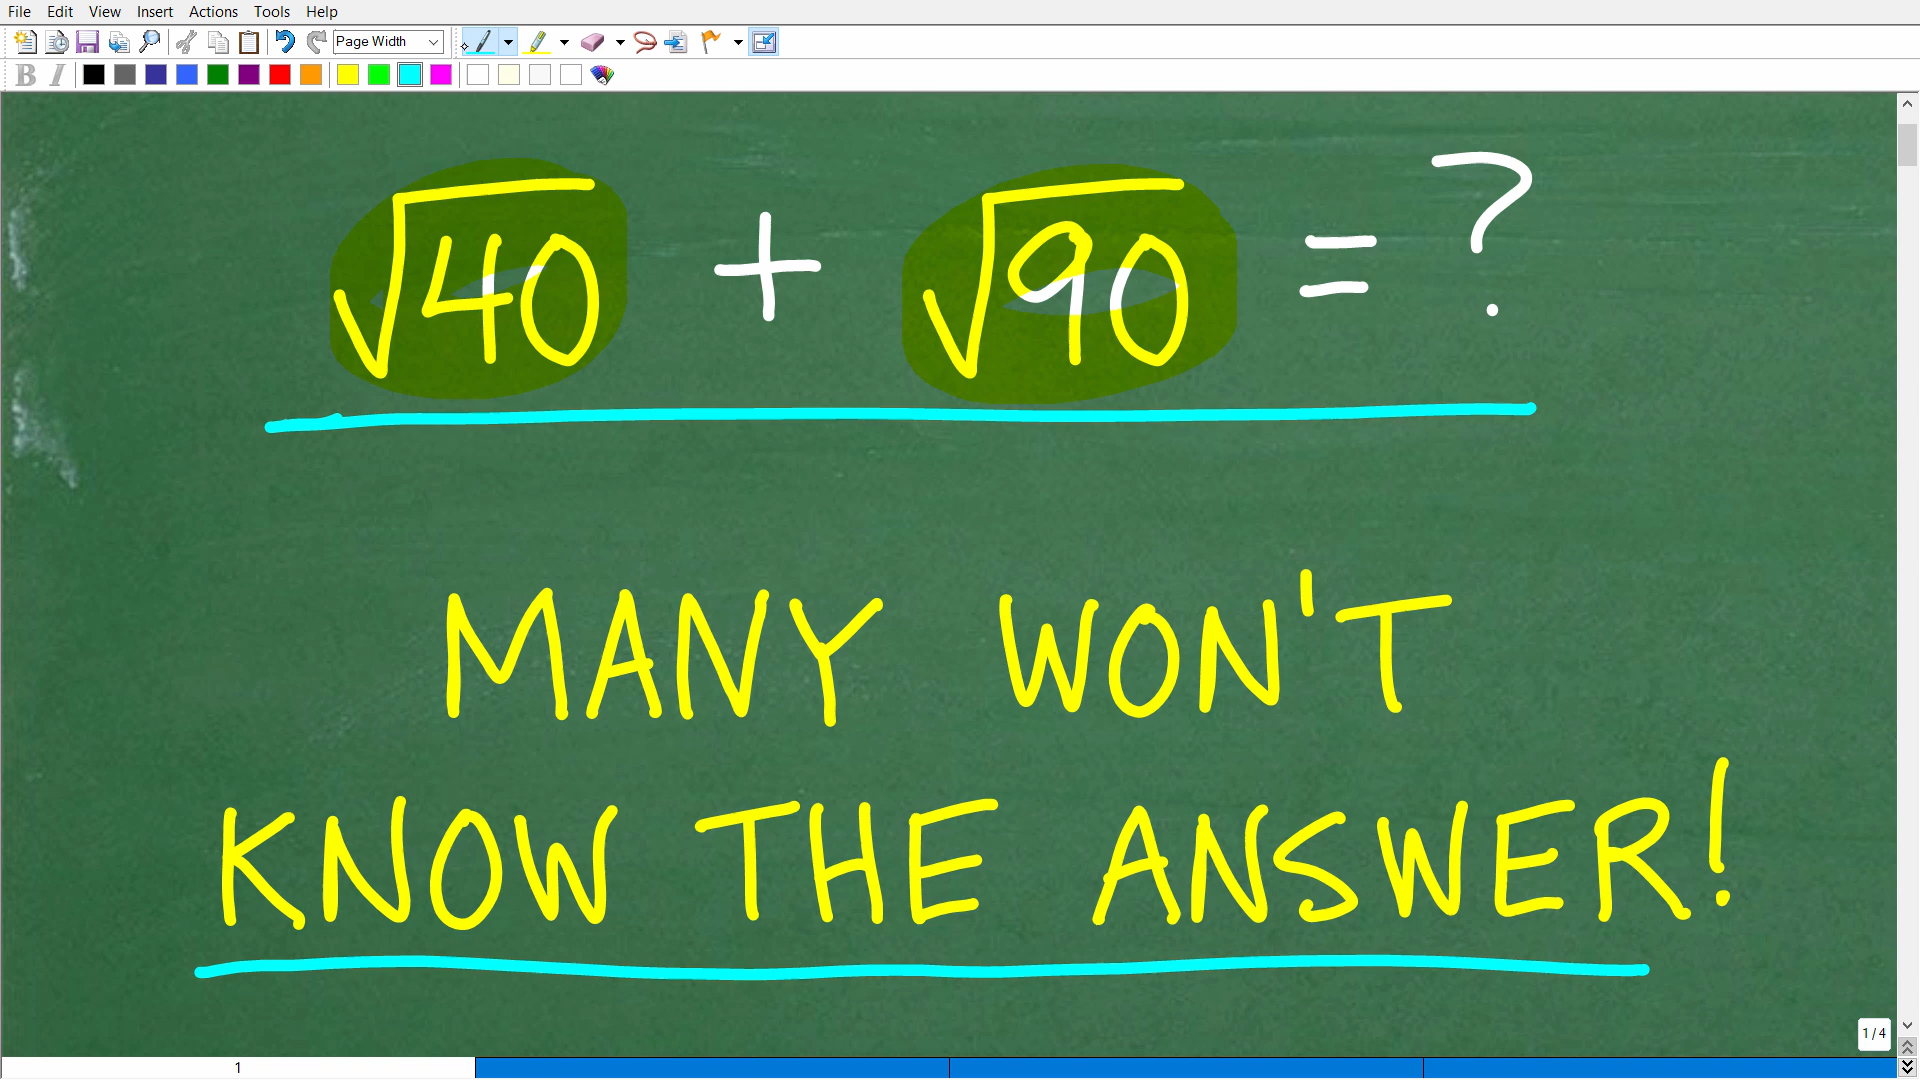 File Edit View Insert Actions Tools Help
Page Width
B I
√40 + √90 = ?
MANY WON'T
KNOW THE ANSWER!
1 / 4
1